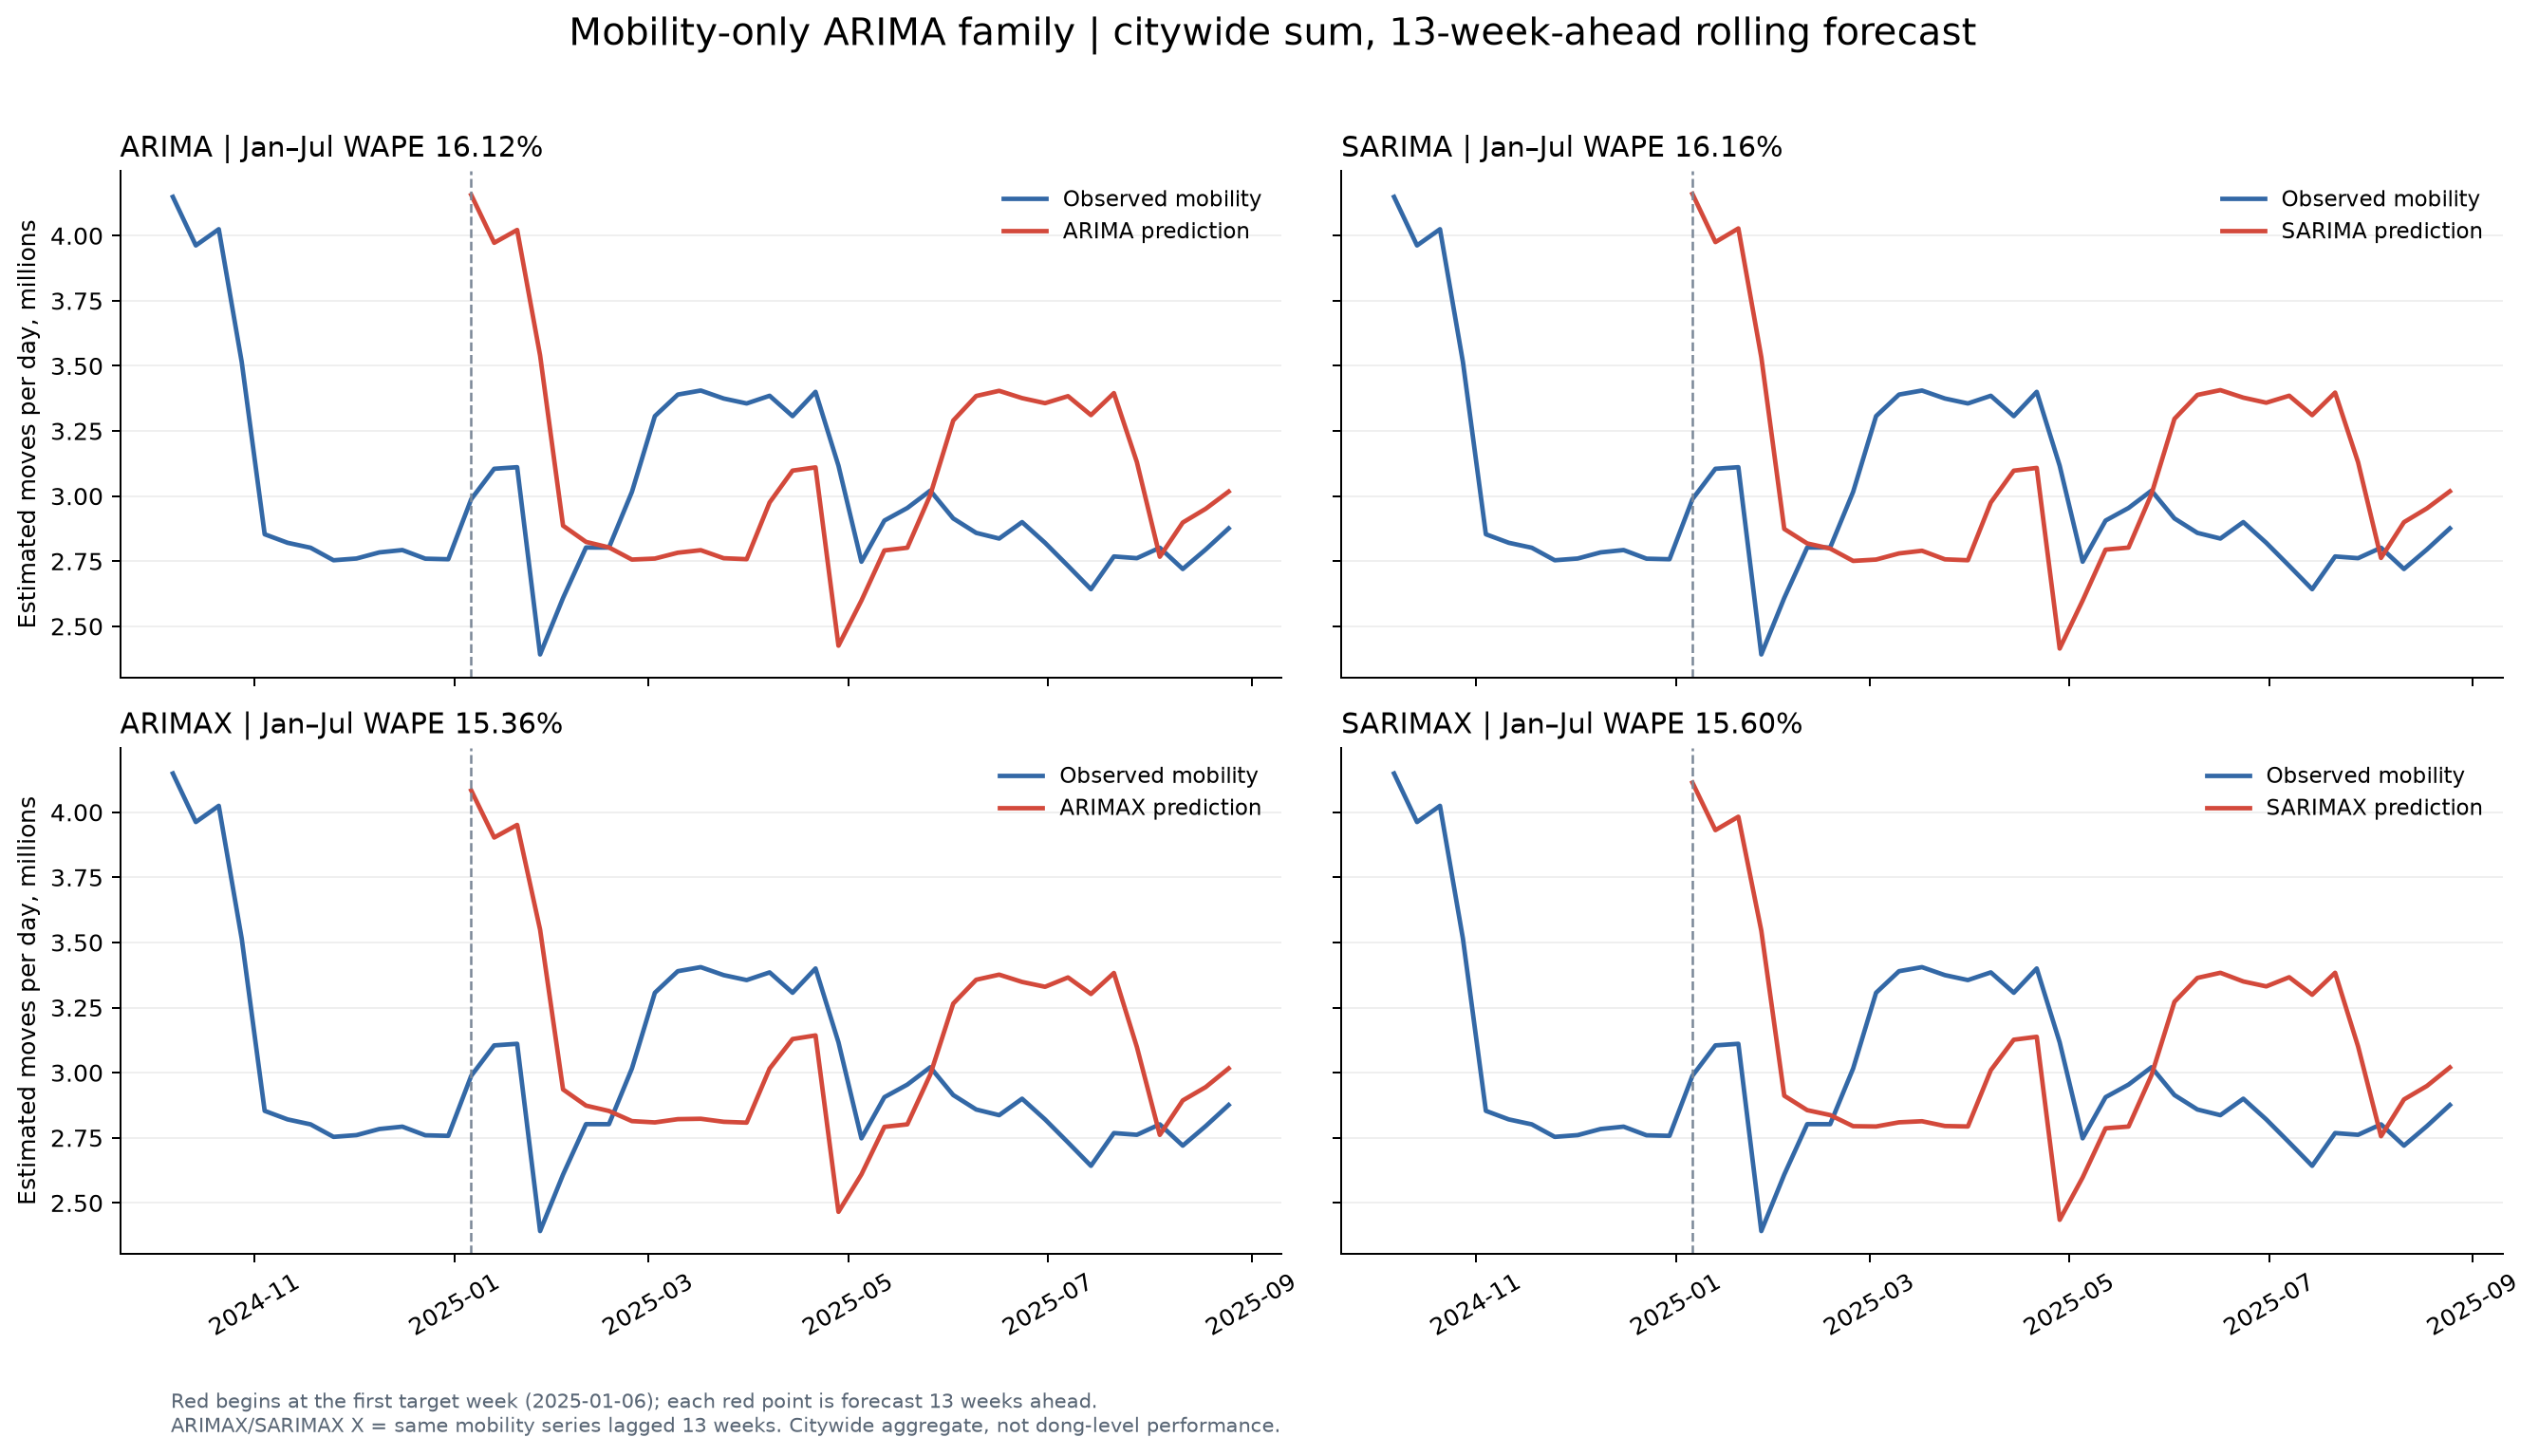 Mobility-only ARIMA family | citywide sum, 13-week-ahead rolling forecast
ARIMA | Jan–Jul WAPE 16.12%
Observed mobility
ARIMA prediction
Estimated moves per day, millions
4.00
3.75
3.50
3.25
3.00
2.75
2.50
SARIMA | Jan–Jul WAPE 16.16%
Observed mobility
SARIMA prediction
ARIMAX | Jan–Jul WAPE 15.36%
Observed mobility
ARIMAX prediction
Estimated moves per day, millions
4.00
3.75
3.50
3.25
3.00
2.75
2.50
2024-11
2025-01
2025-03
2025-05
2025-07
2025-09
SARIMAX | Jan–Jul WAPE 15.60%
Observed mobility
SARIMAX prediction
2024-11
2025-01
2025-03
2025-05
2025-07
2025-09
Red begins at the first target week (2025-01-06); each red point is forecast 13 weeks ahead.
ARIMAX/SARIMAX X = same mobility series lagged 13 weeks. Citywide aggregate, not dong-level performance.